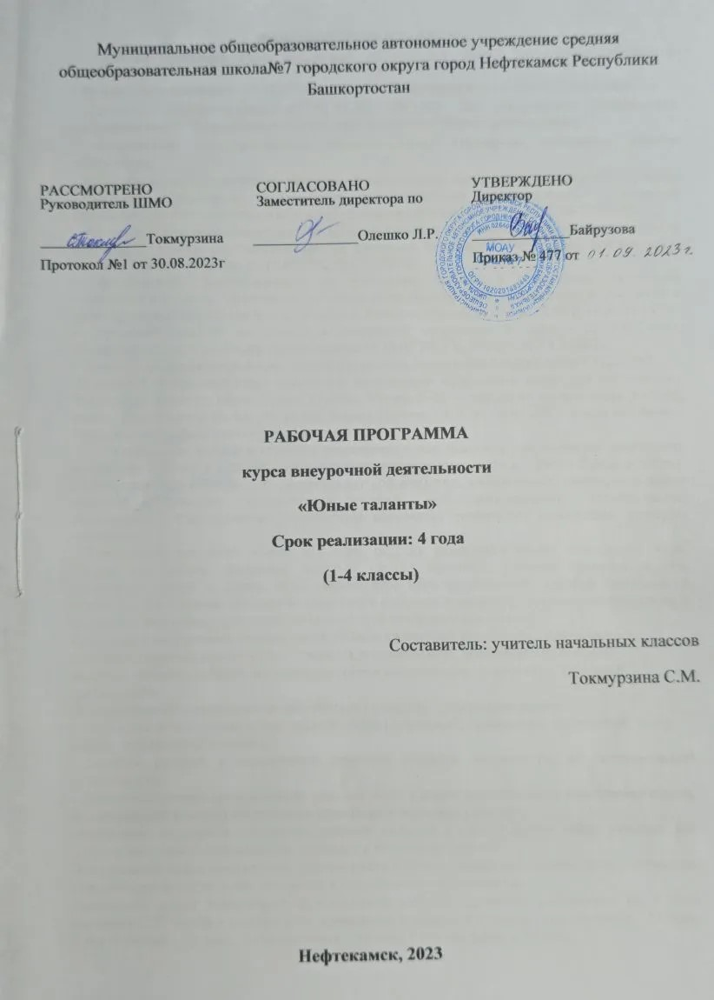 Муниципальное общеобразовательное автономное учреждение средняя
общеобразовательная школа№7 городского округа город Нефтекамск Республики
Башкортостан
РАССМОТРЕНО
Руководитель ШМО
Токмурзина
Протокол №1 от 30.08.2023г
СОГЛАСОВАНО
Заместитель директора по
Олешко Л.Р.
УТВЕРЖДЕНО
Директор
Байрузова
Приказ № 477 от 01.09.2023г.
МОАУ
РАБОЧАЯ ПРОГРАММА
курса внеурочной деятельности
«Юные таланты»
Срок реализации: 4 года
(1-4 классы)
Составитель: учитель начальных классов
Токмурзина С.М.
Нефтекамск, 2023